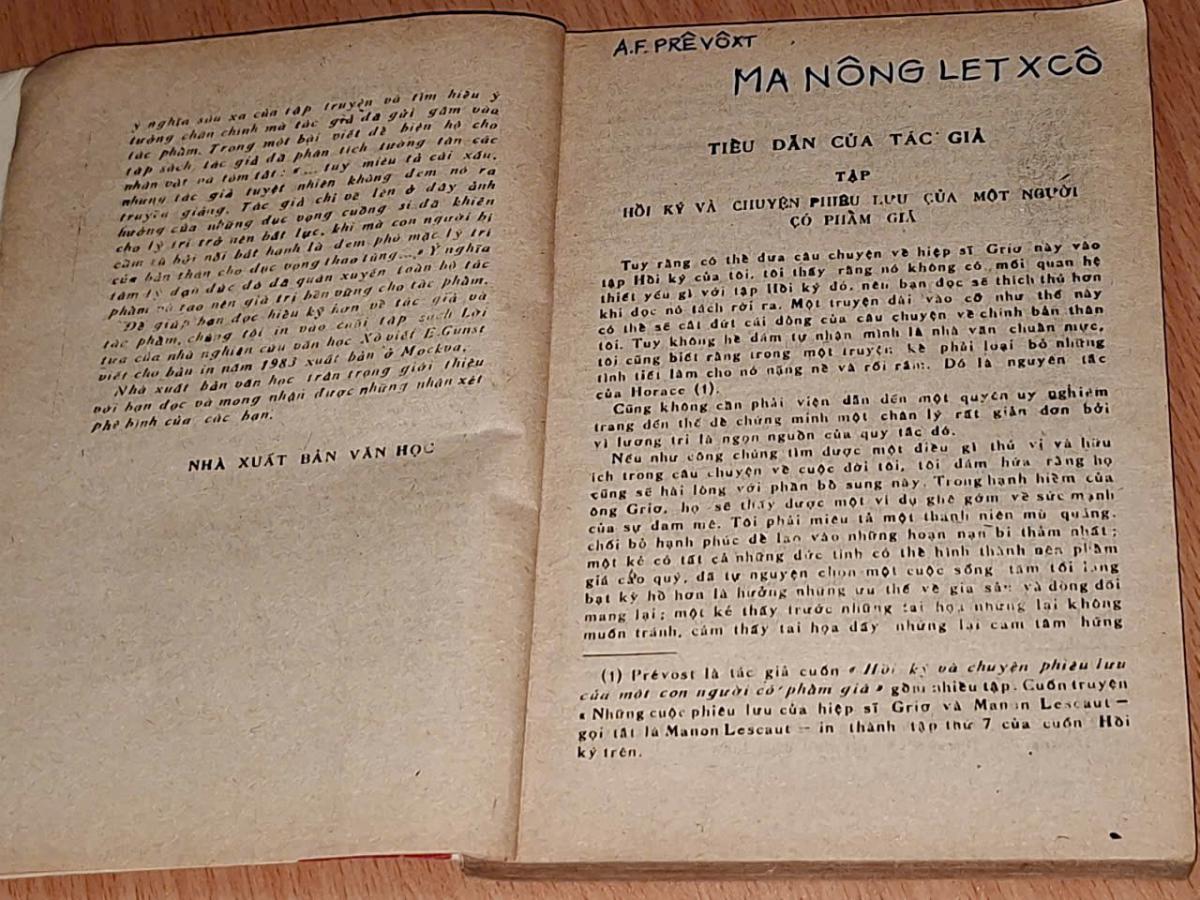 ý nghĩa sâu xa của tập truyện và tìm hiểu ý
tưởng chân chính mà tác giả đã gửi gắm vào
tác phẩm. Trong một bài viết để biện hộ cho
tập sách, tác giả đã phân tích tường tận các
nhân vật và tóm tắt: «... tuy miêu tả cái xấu,
nhưng tác giả tuyệt nhiên không đem nó ra
truyền giảng. Tác giả chỉ vẽ lên ở đây ảnh
hưởng của những dục vọng cuồng si đã khiến
cho lý trí trở nên bất lực, khi mà con người bị
cầm tù bởi nỗi bất hạnh là đem phó mặc lý trí
của bản thân cho dục vọng thao túng...» Ý nghĩa
tâm lý đạo đức đó đã quán xuyến toàn bộ tác
phẩm và tạo nên giá trị bền vững cho tác phẩm.
Để giúp bạn đọc hiểu kỹ hơn về tác giả và
tác phẩm, chúng tôi in vào cuối tập sách Lời
tựa của nhà nghiên cứu văn học Xô viết E.Gunst
viết cho bản in năm 1983 xuất bản ở Mockva.
Nhà xuất bản văn học trân trọng giới thiệu
với bạn đọc và mong nhận được những nhận xét
phê bình của các bạn.
NHÀ XUẤT BẢN VĂN HỌC
A.F. PRÊVÔXT
MA NÔNG LET XCÔ
TIỂU DẪN CỦA TÁC GIẢ
TẬP
HỒI KÝ VÀ CHUYỆN PHIÊU LƯU CỦA MỘT NGƯỜI
CÓ PHẨM GIÁ
Tuy rằng có thể đưa câu chuyện về hiệp sĩ Griơ này vào
tập Hồi ký của tôi, tôi thấy rằng nó không có mối quan hệ
thiết yếu gì với tập Hồi ký đó, nên bạn đọc sẽ thích thú hơn
khi đọc nó tách rời ra. Một truyện dài vào cỡ như thế này
có thể sẽ cắt đứt cái dòng của câu chuyện về chính bản thân
tôi. Tuy không hề dám tự nhận mình là nhà văn chuẩn mực,
tôi cũng biết rằng trong một truyện kể phải loại bỏ những
tình tiết làm cho nó nặng nề và rối rắm. Đó là nguyên tắc
của Horace (1).
Cũng không cần phải viện dẫn đến một quyền uy nghiêm
trang đến thế để chứng minh một chân lý rất giản đơn bởi
vì lương tri là ngọn nguồn của quy tắc đó.
Nếu như công chúng tìm được một điều gì thú vị và hữu
ích trong câu chuyện về cuộc đời tôi, tôi dám hứa rằng họ
cũng sẽ hài lòng với phần bổ sung này. Trong hạnh kiểm của
ông Griơ, họ sẽ thấy được một ví dụ ghê gớm về sức mạnh
của sự đam mê. Tôi phải miêu tả một thanh niên mù quáng,
chối bỏ hạnh phúc để lao vào những hoạn nạn bi thảm nhất;
một kẻ có tất cả những đức tính có thể hình thành nên phẩm
giá cao quý, đã tự nguyện chọn một cuộc sống tăm tối lang
bạt kỳ hồ hơn là hưởng những ưu thế về gia sản và dòng dõi
mang lại; một kẻ thấy trước những tai họa nhưng lại không
muốn tránh, cảm thấy tai họa đấy nhưng lại cam tâm hứng
(1) Prévost là tác giả cuốn « Hồi ký và chuyện phiêu lưu
của một con người có phẩm giá » gồm nhiều tập. Cuốn truyện
« Những cuộc phiêu lưu của hiệp sĩ Griơ và Manon Lescaut —
gọi tắt là Manon Lescaut — in thành tập thứ 7 của cuốn Hồi
ký trên.